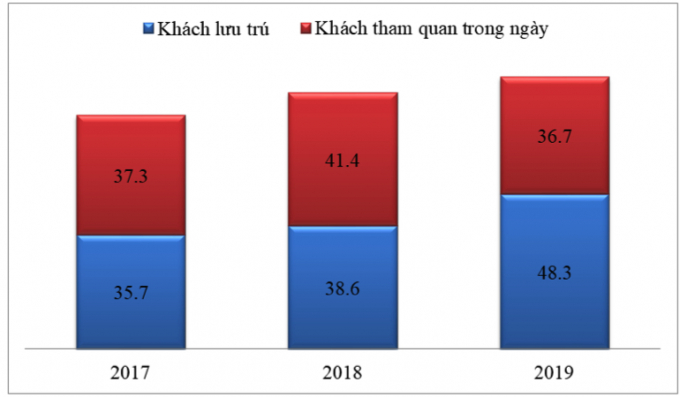 Khách lưu trú Khách tham quan trong ngày
37.3 41.4 36.7
35.7 38.6 48.3
2017 2018 2019